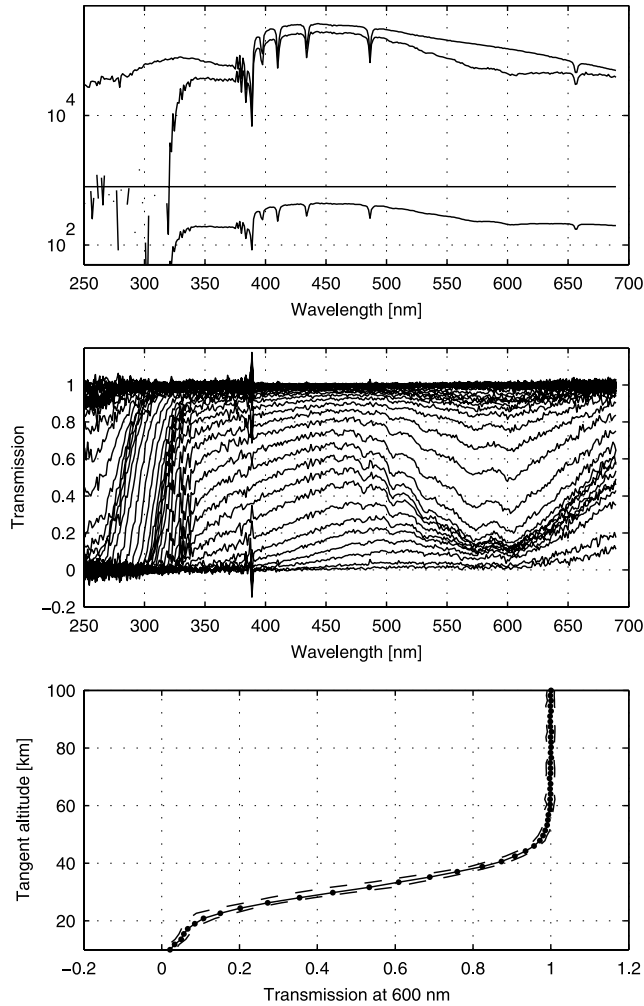 10^4
10^2
250 300 350 400 450 500 550 600 650 700
Wavelength [nm]
Transmission
1
0.8
0.6
0.4
0.2
0
−0.2
250 300 350 400 450 500 550 600 650 700
Wavelength [nm]
Tangent altitude [km]
100
80
60
40
20
−0.2 0 0.2 0.4 0.6 0.8 1 1.2
Transmission at 600 nm